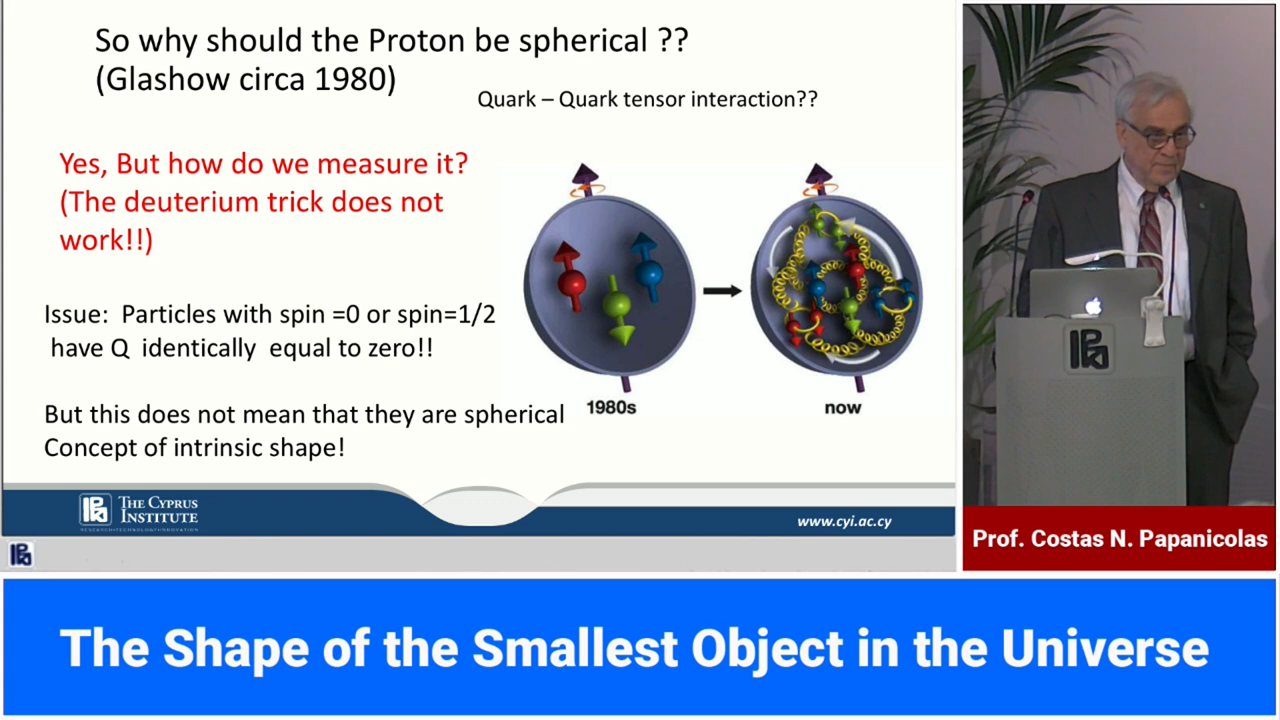 So why should the Proton be spherical ??
(Glashow circa 1980)
Quark – Quark tensor interaction??
Yes, But how do we measure it?
(The deuterium trick does not
work!!)
Issue: Particles with spin =0 or spin=1/2
have Q identically equal to zero!!
But this does not mean that they are spherical
Concept of intrinsic shape!
1980s
now
THE CYPRUS
INSTITUTE
www.cyi.ac.cy
Prof. Costas N. Papanicolas
The Shape of the Smallest Object in the Universe